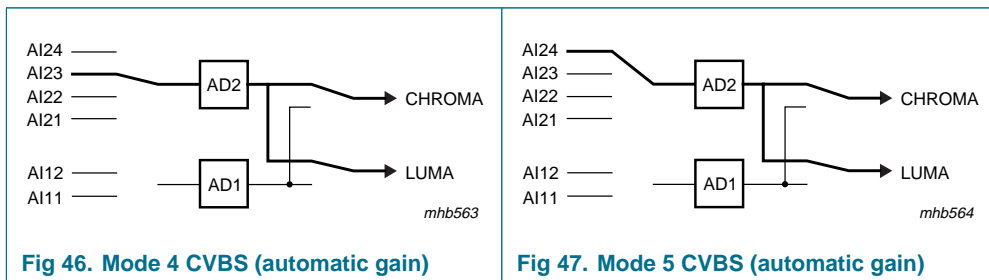 AI24
AI23
AI22
AI21
AI12
AI11
AD2
AD1
CHROMA
LUMA
mhb563
Fig 46. Mode 4 CVBS (automatic gain)
AI24
AI23
AI22
AI21
AI12
AI11
AD2
AD1
CHROMA
LUMA
mhb564
Fig 47. Mode 5 CVBS (automatic gain)